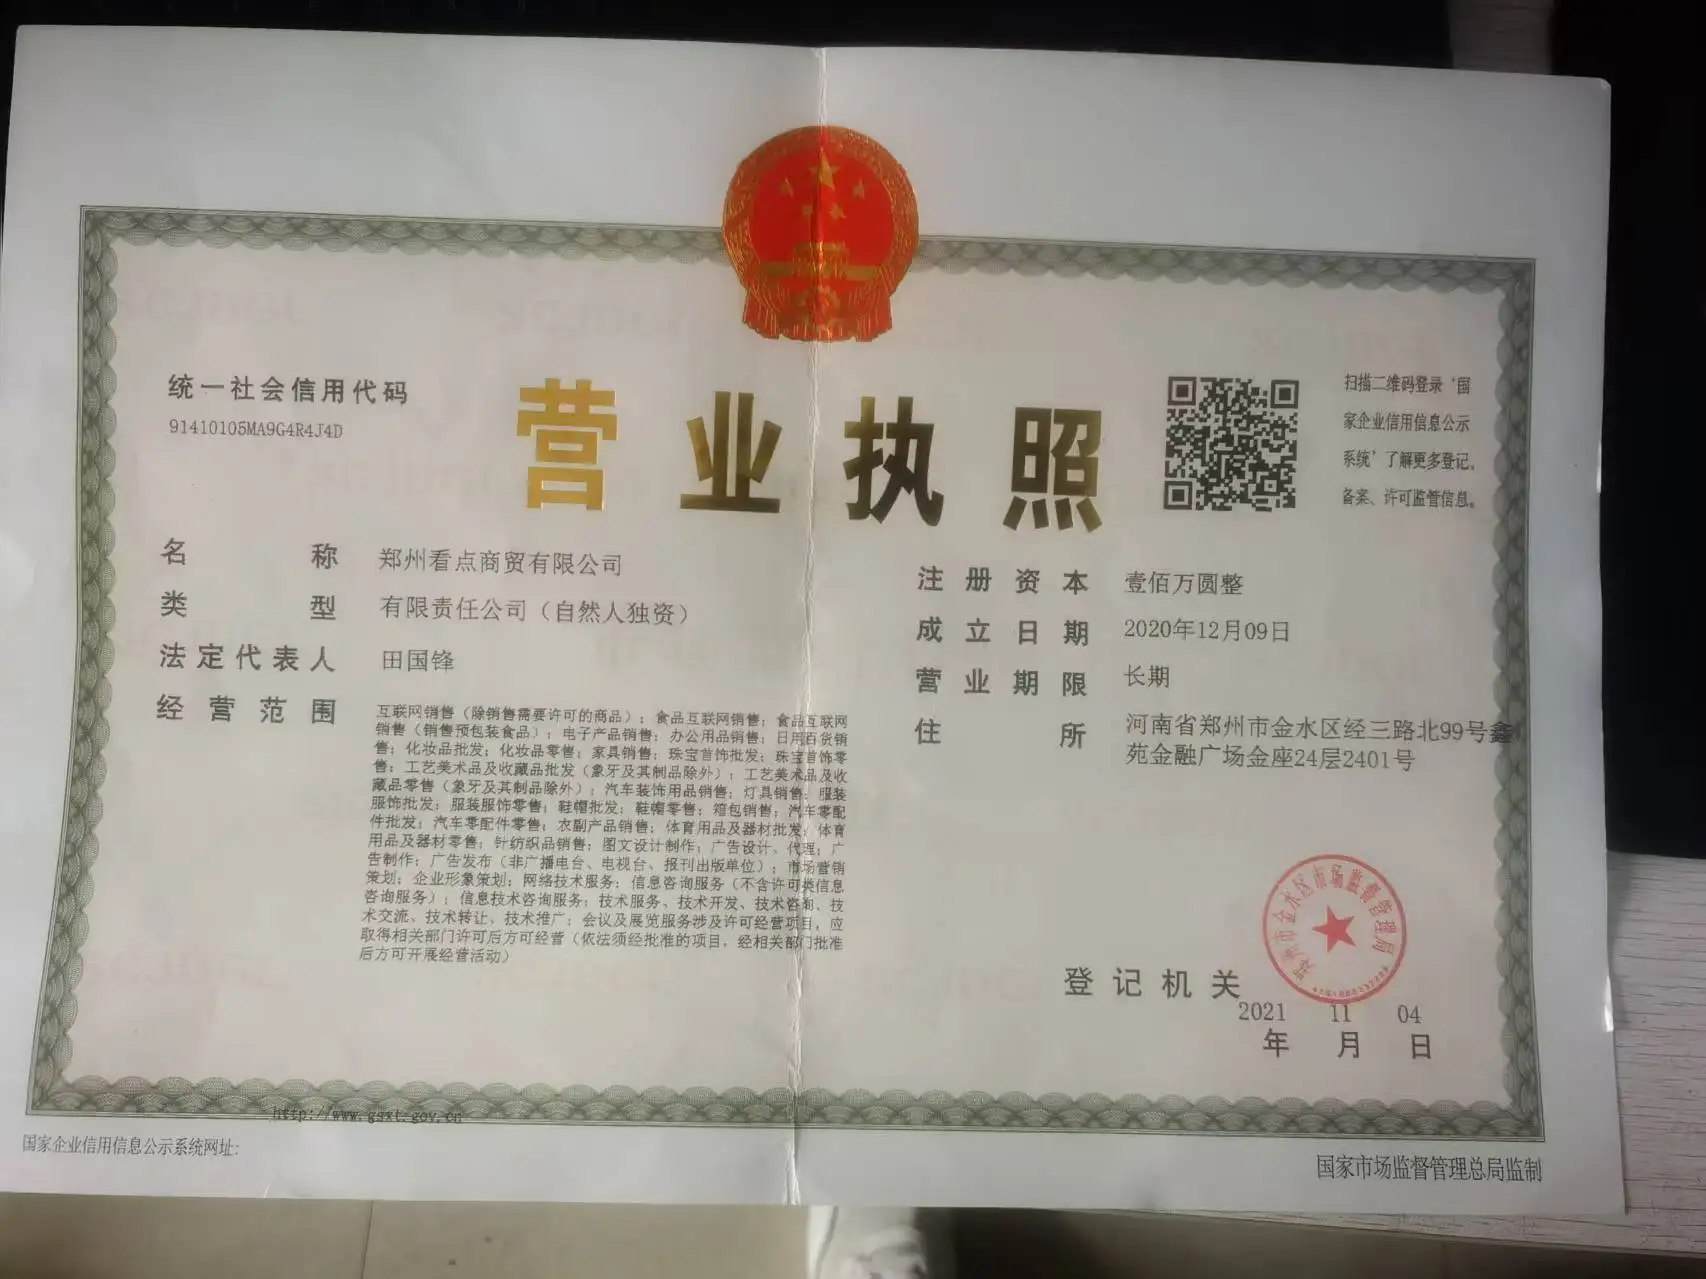 统一社会信用代码
91410105MA9G4R4J4D
营业执照
扫描二维码登录‘国
家企业信用信息公示
系统’了解更多登记、
备案、许可监管信息。
名称 郑州看点商贸有限公司
类型 有限责任公司（自然人独资）
法定代表人 田国锋
经营范围 互联网销售（除销售需要许可的商品）；食品互联网销售；食品互联网
销售（销售预包装食品）；电子产品销售；办公用品销售；日用百货销
售；化妆品批发；化妆品零售；家具销售；珠宝首饰批发；珠宝首饰零
售；工艺美术品及收藏品批发（象牙及其制品除外）；工艺美术品及收
藏品零售（象牙及其制品除外）；汽车装饰用品销售；灯具销售；服装
服饰批发；服装服饰零售；鞋帽批发；鞋帽零售；箱包销售；汽车零配
件批发；汽车零配件零售；农副产品销售；体育用品及器材批发；体育
用品及器材零售；针纺织品销售；图文设计制作；广告设计、代理；广
告制作；广告发布（非广播电台、电视台、报刊出版单位）；市场营销
策划；企业形象策划；网络技术服务；信息咨询服务（不含许可类信息
咨询服务）；信息技术咨询服务；技术服务、技术开发、技术咨询、技
术交流、技术转让、技术推广；会议及展览服务涉及许可经营项目，应
取得相关部门许可后方可经营（依法须经批准的项目，经相关部门批准
后方可开展经营活动）
注册资本 壹佰万圆整
成立日期 2020年12月09日
营业期限 长期
住所 河南省郑州市金水区经三路北99号鑫
苑金融广场金座24层2401号
郑州市金水区市场监督管理局
登记机关
2021 11 04
年 月 日
http://www.gsxt.gov.cn
国家企业信用信息公示系统网址:
国家市场监督管理总局监制